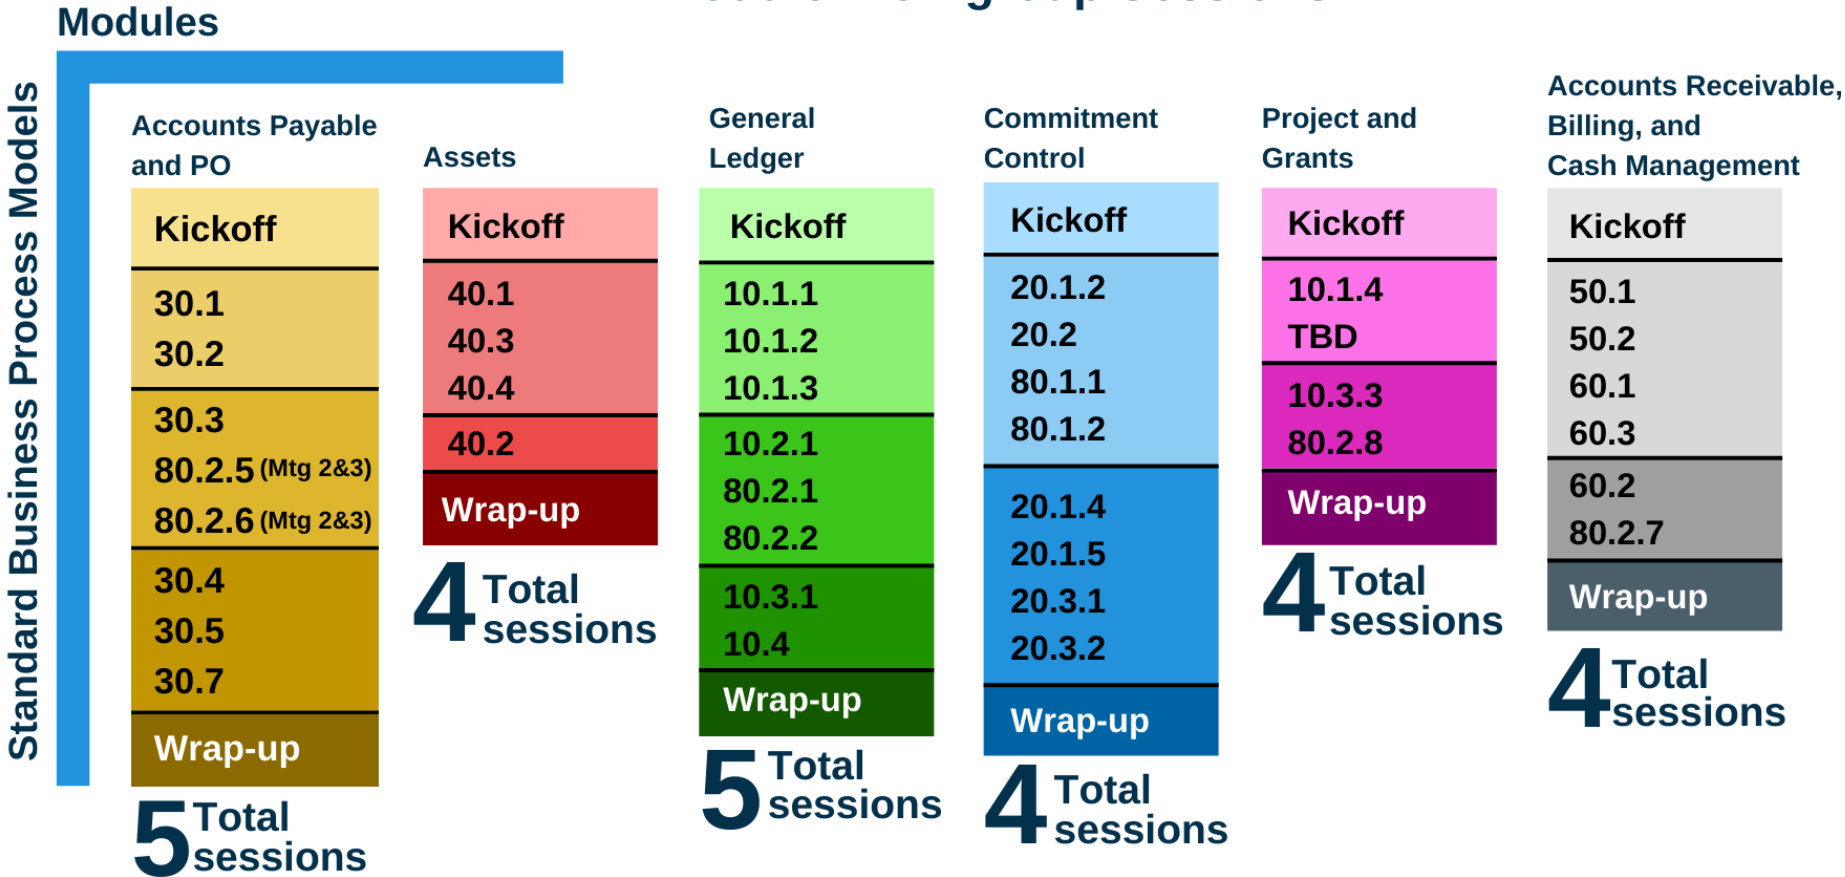 Modules
Standard Business Process Models
Accounts Payable
and PO
Kickoff
30.1
30.2
30.3
80.2.5 (Mtg 2&3)
80.2.6 (Mtg 2&3)
30.4
30.5
30.7
Wrap-up
5 Total
sessions
Assets
Kickoff
40.1
40.3
40.4
40.2
Wrap-up
4 Total
sessions
General
Ledger
Kickoff
10.1.1
10.1.2
10.1.3
10.2.1
80.2.1
80.2.2
10.3.1
10.4
Wrap-up
5 Total
sessions
Commitment
Control
Kickoff
20.1.2
20.2
80.1.1
80.1.2
20.1.4
20.1.5
20.3.1
20.3.2
Wrap-up
4 Total
sessions
Project and
Grants
Kickoff
10.1.4
TBD
10.3.3
80.2.8
Wrap-up
4 Total
sessions
Accounts Receivable,
Billing, and
Cash Management
Kickoff
50.1
50.2
60.1
60.3
60.2
80.2.7
Wrap-up
4 Total
sessions